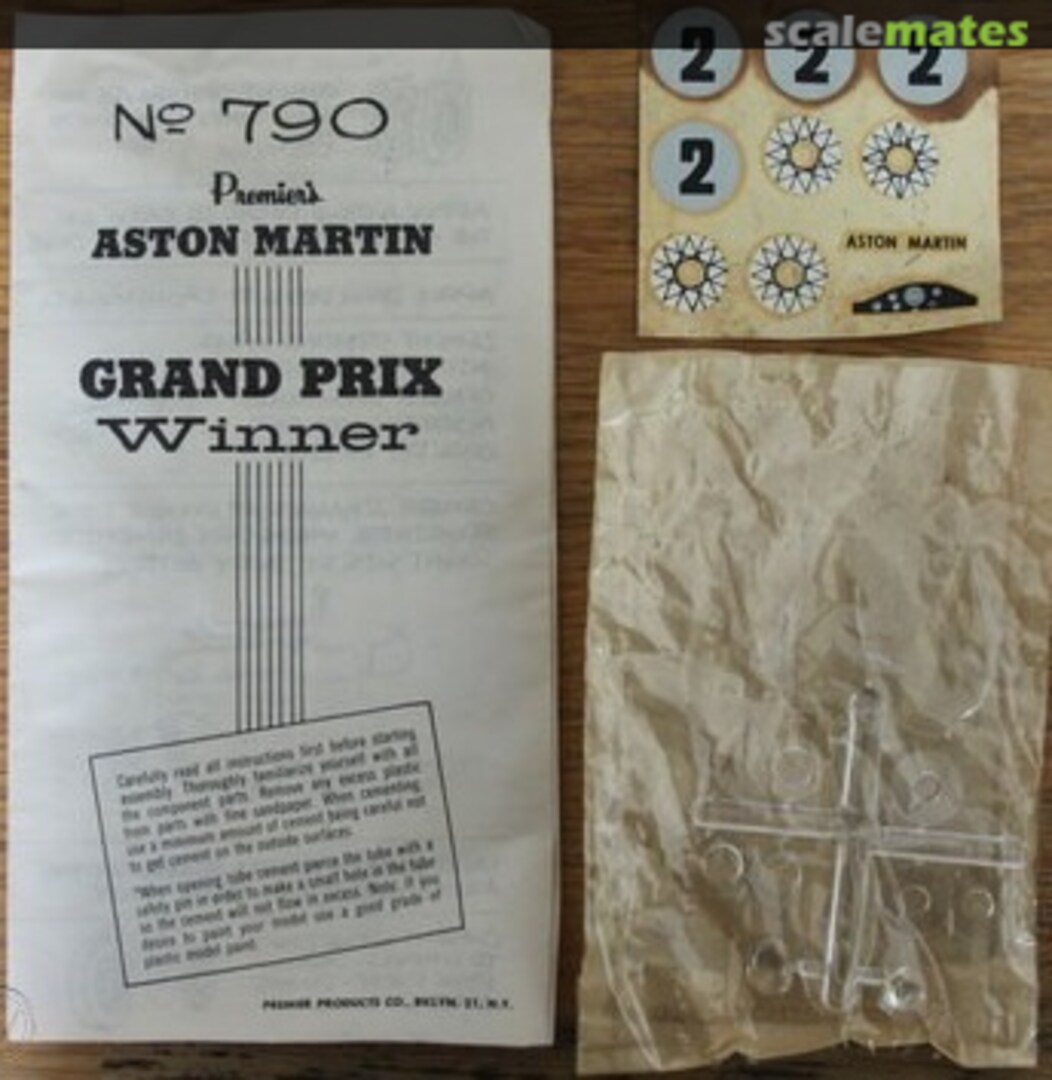 scalemates
No 790
Premier's
ASTON MARTIN
GRAND PRIX
Winner
Carefully read all instructions first before starting
assembly. Thoroughly familiarize yourself with all
the component parts. Remove any excess plastic
from parts with fine sandpaper. When cementing
use a minimum amount of cement being careful not
to get cement on the outside surfaces.
"When opening tube cement pierce the tube with a
safety pin in order to make a small hole in the tube
so the cement will not flow in excess. Note: If you
desire to paint your model use a good grade of
plastic model paint.
PREMIER PRODUCTS CO., BKLYN. 21, N.Y.
2 2 2
2
ASTON MARTIN